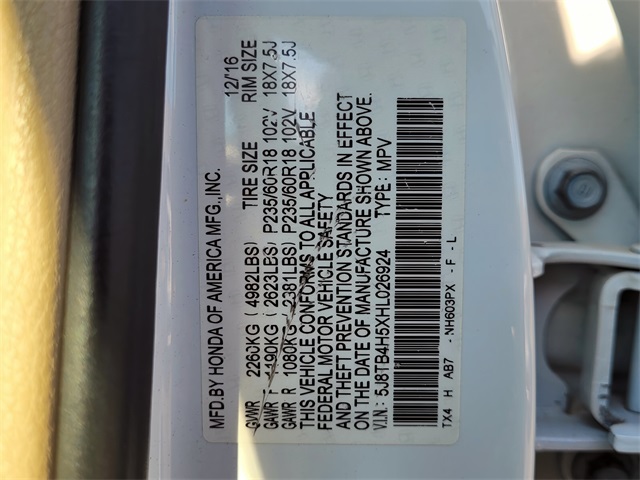 MFD.BY HONDA OF AMERICA MFG.,INC. 12/'16
GVWR 2260KG ( 4982LBS) TIRE SIZE RIM SIZE
GAWR F 1190KG ( 2623LBS) P235/60R18 102V 18X7.5J
GAWR R 1080KG ( 2381LBS) P235/60R18 102V 18X7.5J
THIS VEHICLE CONFORMS TO ALL APPLICABLE
FEDERAL MOTOR VEHICLE SAFETY
AND THEFT PREVENTION STANDARDS IN EFFECT
ON THE DATE OF MANUFACTURE SHOWN ABOVE.
V.I.N.: 5J8TB4H5XHL026924 TYPE: MPV
TX4 H AB7 - NH603PX - F - L